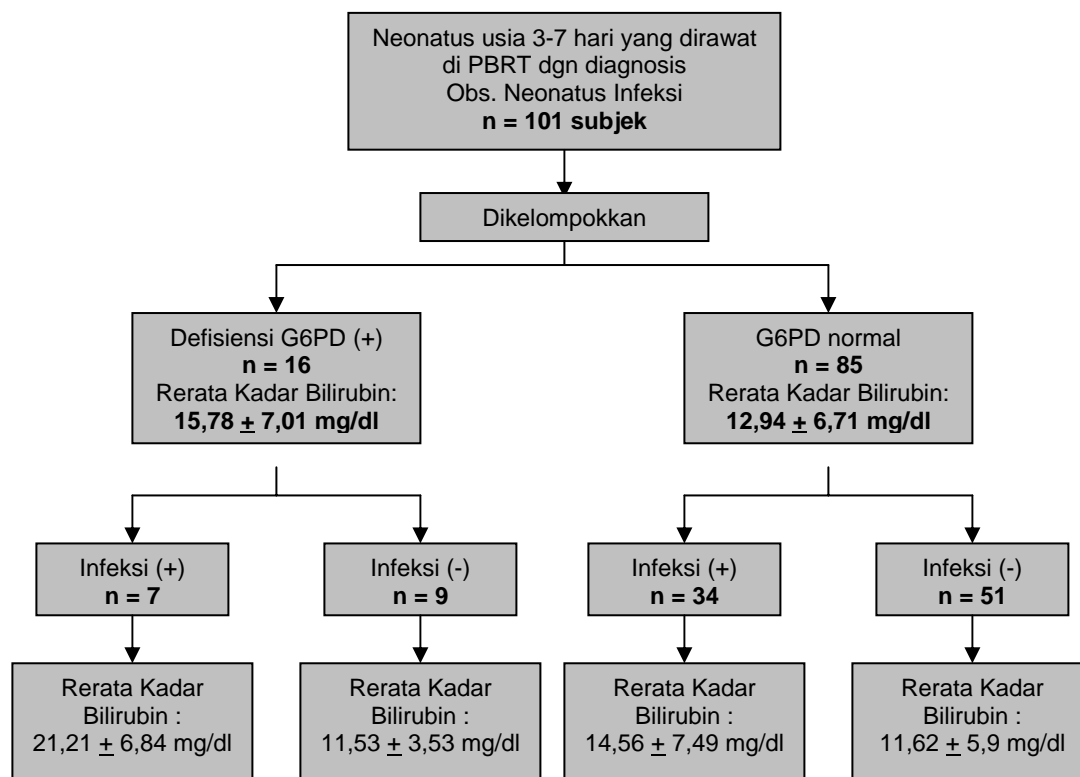 Neonatus usia 3-7 hari yang dirawat
di PBRT dgn diagnosis
Obs. Neonatus Infeksi
n = 101 subjek
Dikelompokkan
Defisiensi G6PD (+)
n = 16
Rerata Kadar Bilirubin:
15,78 ± 7,01 mg/dl
G6PD normal
n = 85
Rerata Kadar Bilirubin:
12,94 ± 6,71 mg/dl
Infeksi (+)
n = 7
Infeksi (-)
n = 9
Infeksi (+)
n = 34
Infeksi (-)
n = 51
Rerata Kadar
Bilirubin :
21,21 ± 6,84 mg/dl
Rerata Kadar
Bilirubin :
11,53 ± 3,53 mg/dl
Rerata Kadar
Bilirubin :
14,56 ± 7,49 mg/dl
Rerata Kadar
Bilirubin :
11,62 ± 5,9 mg/dl